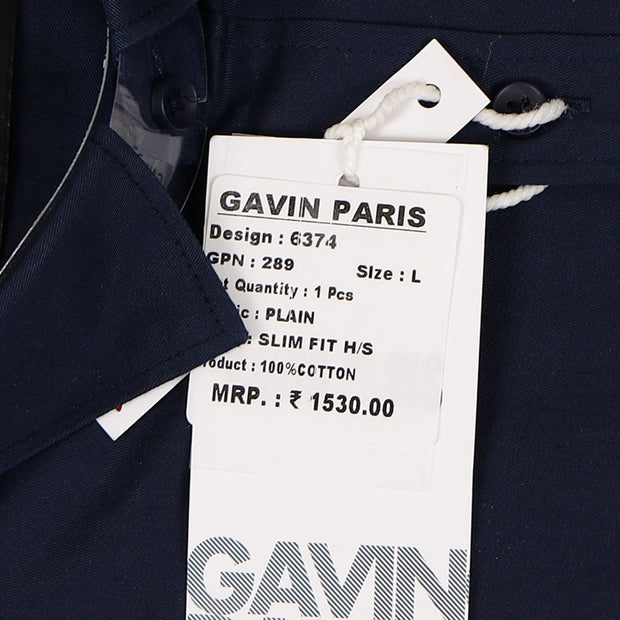 GAVIN PARIS
Design : 6374
GPN : 289 Size : L
Quantity : 1 Pcs
: PLAIN
: SLIM FIT H/S
: 100%COTTON
MRP. : ₹ 1530.00
GAVIN